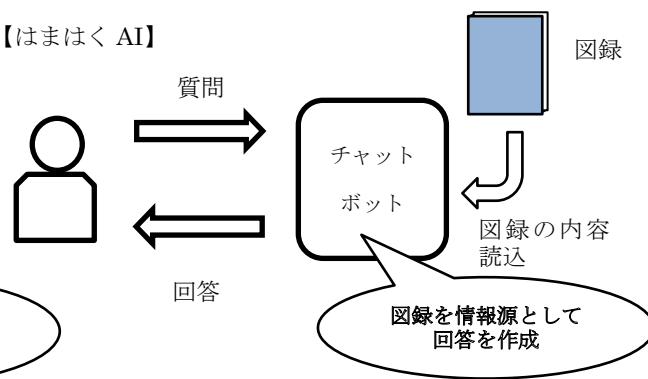 【はまはく AI】
図録
質問
チャット
ボット
図録の内容
読込
回答
図録を情報源として
回答を作成